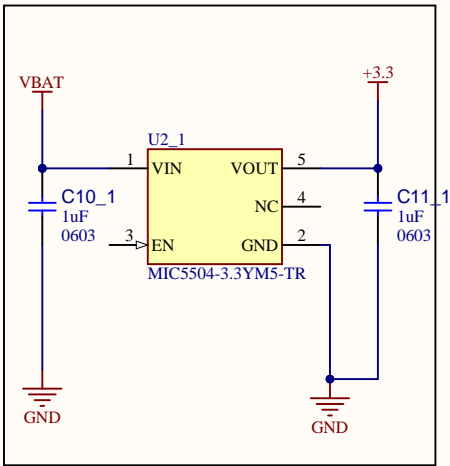 VBAT
+3.3
U2_1
1
VIN
VOUT
5
C10_1
1uF
0603
NC
4
C11_1
1uF
0603
3
EN
GND
2
MIC5504-3.3YM5-TR
GND
GND